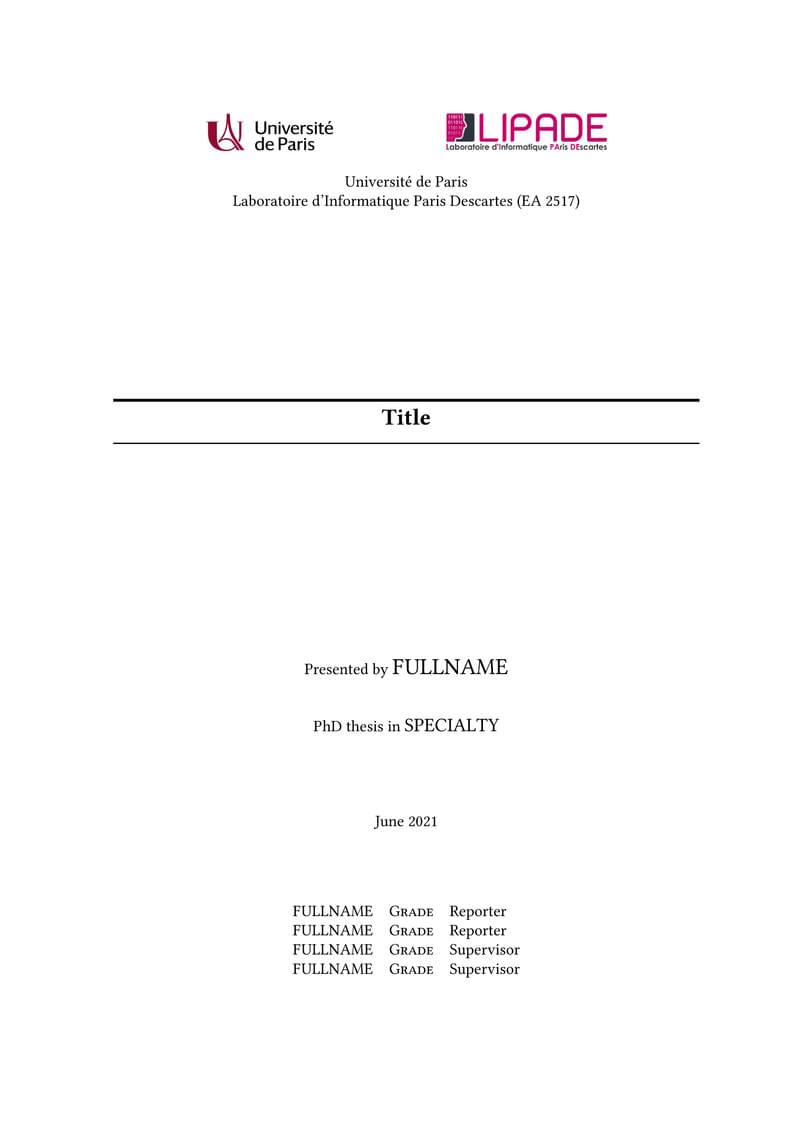 Université
de Paris
LIPADE
Laboratoire d'Informatique PAris DEscartes
Université de Paris
Laboratoire d'Informatique Paris Descartes (EA 2517)
Title
Presented by FULLNAME
PhD thesis in SPECIALTY
June 2021
FULLNAME Grade Reporter
FULLNAME Grade Reporter
FULLNAME Grade Supervisor
FULLNAME Grade Supervisor